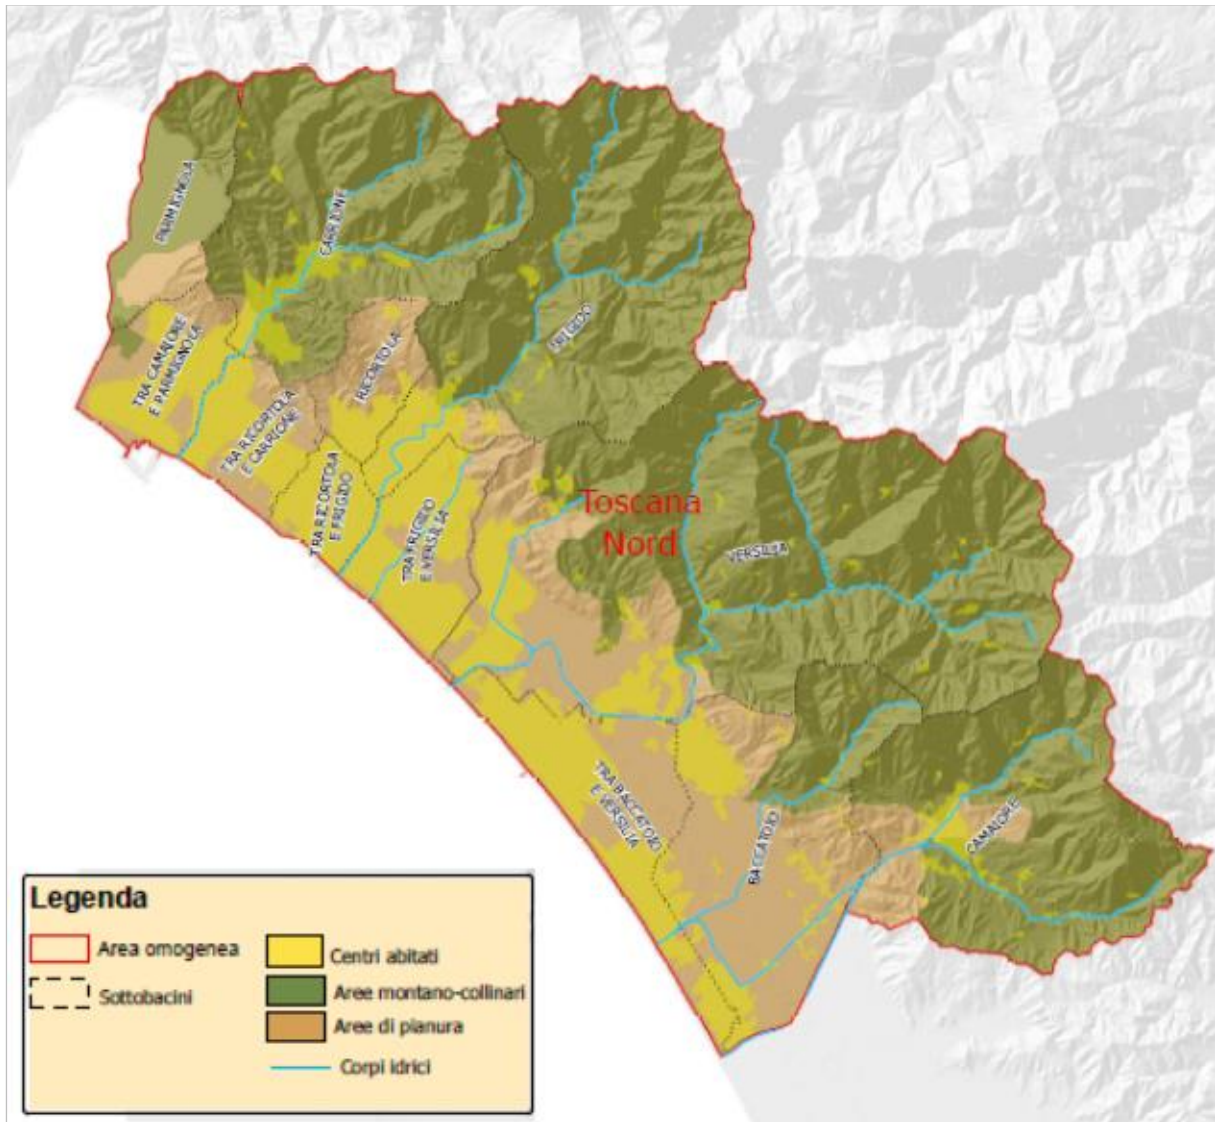 PARMIGNOLA
CARRIONE
FRIGIDO
TRA CAMAIORE
E PARMIGNOLA
RICORTOLA
TRA RICORTOLA
E CARRIONE
TRA RICORTOLA
E FRIGIDO
TRA FRIGIDO
E VERSILIA
Toscana
Nord
VERSILIA
TRA BACCATOIO
E VERSILIA
BACCATOIO
CAMAIORE
Legenda
Area omogenea
Sottobacini
Centri abitati
Aree montano-collinari
Aree di pianura
Corpi idrici